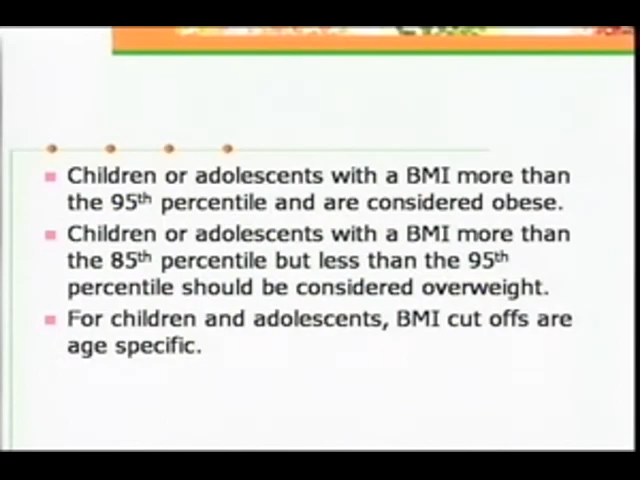 Children or adolescents with a BMI more than
the 95th percentile and are considered obese.
Children or adolescents with a BMI more than
the 85th percentile but less than the 95th
percentile should be considered overweight.
For children and adolescents, BMI cut offs are
age specific.